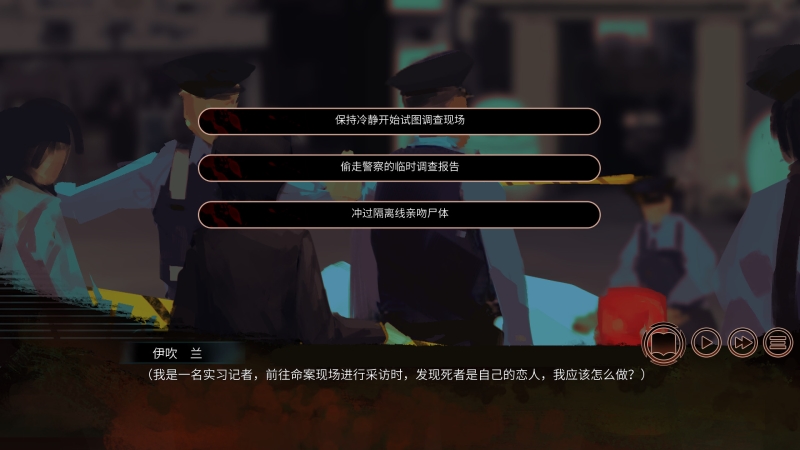 保持冷静开始试图调查现场
偷走警察的临时调查报告
冲过隔离线亲吻尸体
伊吹　兰
（我是一名实习记者，前往命案现场进行采访时，发现死者是自己的恋人，我应该怎么做？）